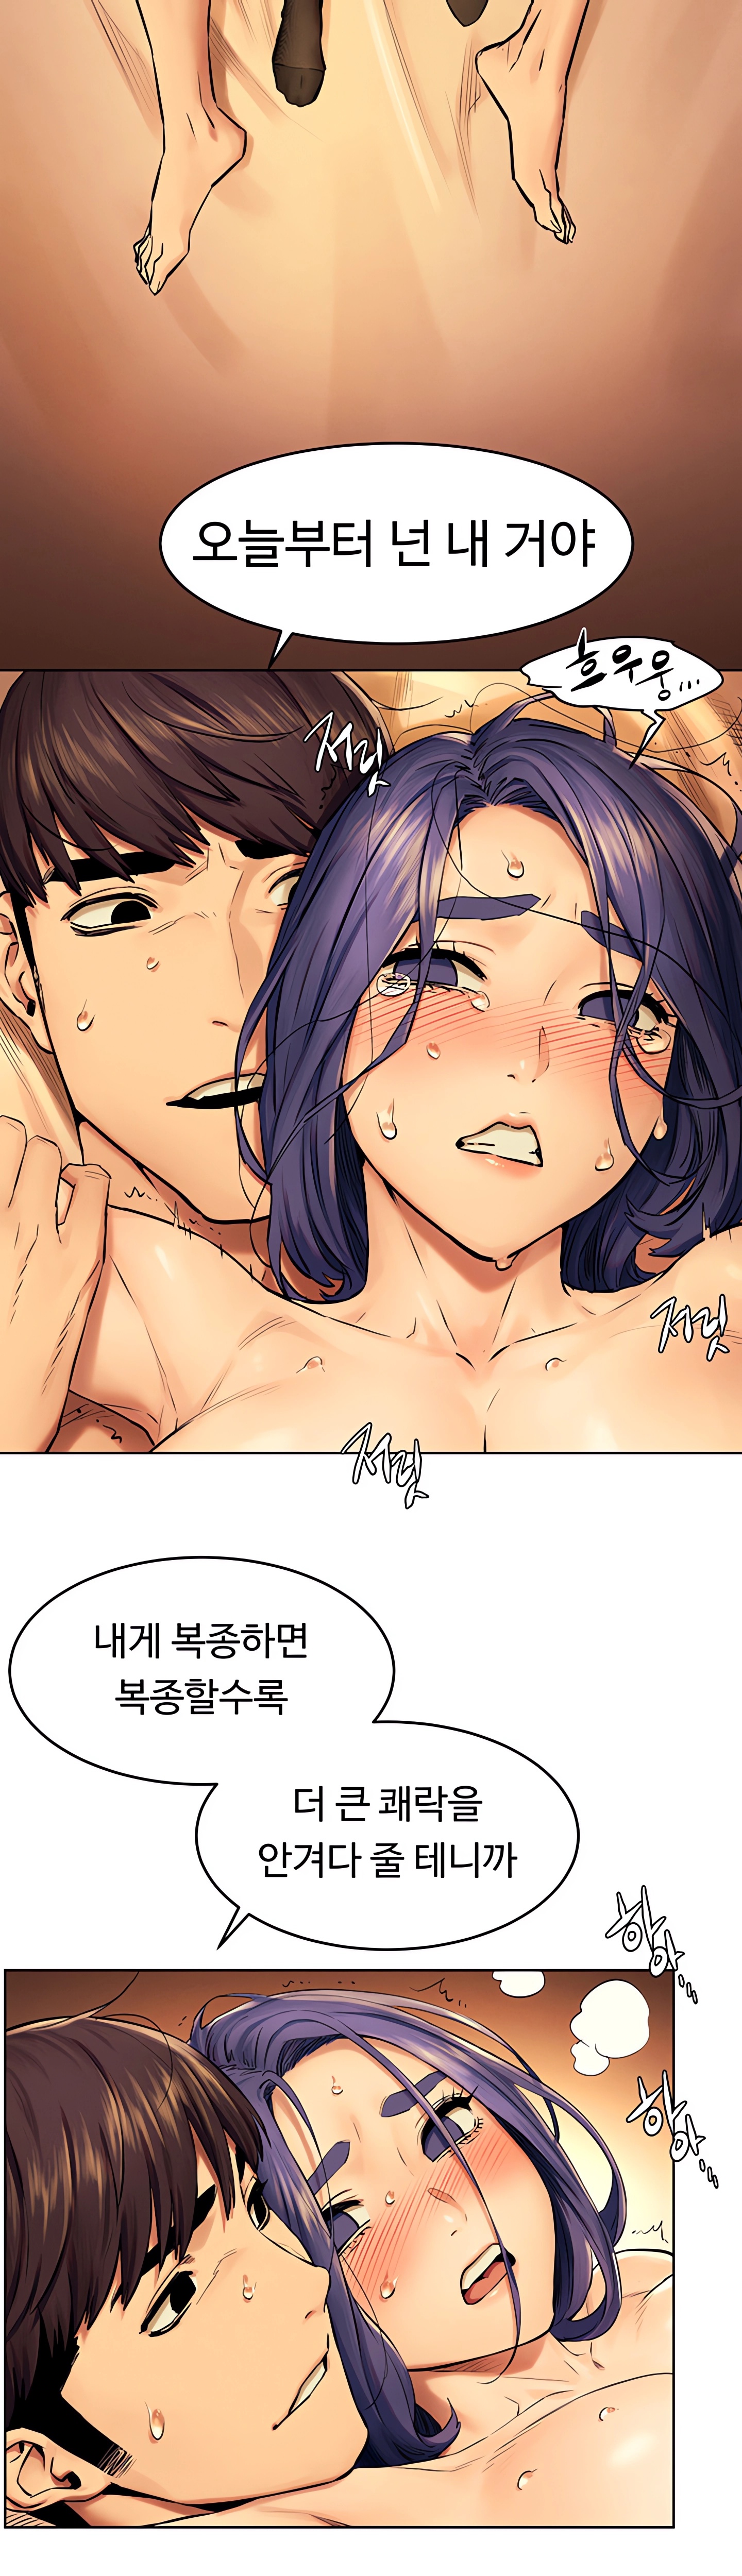 오늘부터 넌 내 거야
흐우웅...
저릿
저릿
저릿
내게 복종하면
복종할수록
더 큰 쾌락을
안겨다 줄 테니까
하아...
하아...